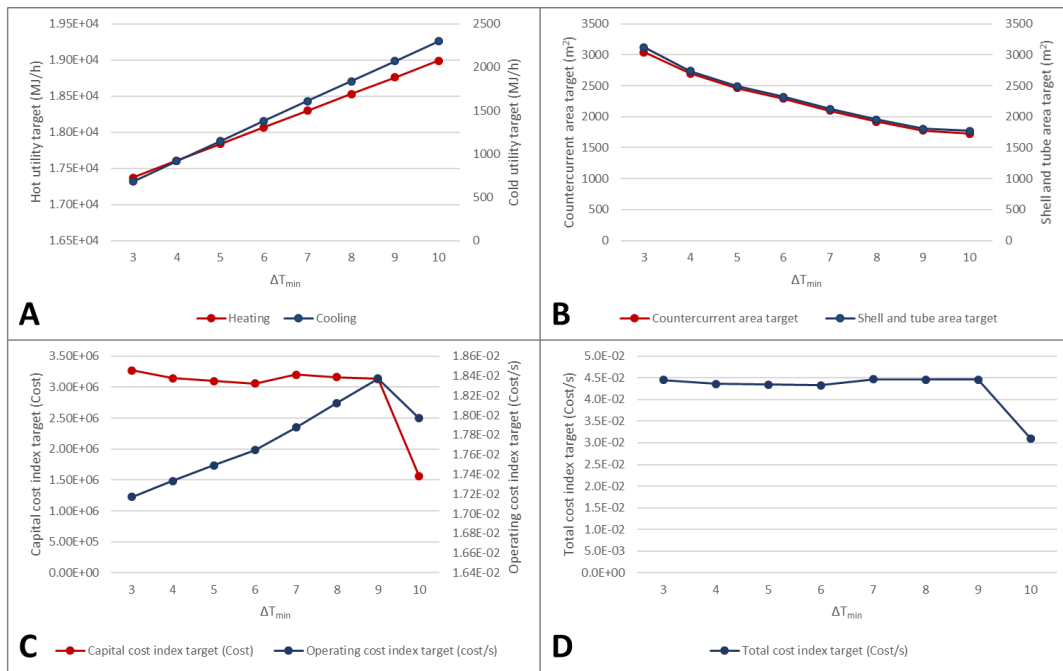 1.95E+04
1.90E+04
1.85E+04
1.80E+04
1.75E+04
1.70E+04
1.65E+04
Hot utility target (MJ/h)
2500
2000
1500
1000
500
0
Cold utility target (MJ/h)
3 4 5 6 7 8 9 10
ΔTmin
Heating Cooling
A
3500
3000
2500
2000
1500
1000
500
0
Countercurrent area target (m²)
3500
3000
2500
2000
1500
1000
500
0
Shell and tube area target (m²)
3 4 5 6 7 8 9 10
ΔTmin
Countercurrent area target Shell and tube area target
B
3.50E+06
3.00E+06
2.50E+06
2.00E+06
1.50E+06
1.00E+06
5.00E+05
0.00E+00
Capital cost index target (Cost)
1.86E-02
1.84E-02
1.82E-02
1.80E-02
1.78E-02
1.76E-02
1.74E-02
1.72E-02
1.70E-02
1.68E-02
1.66E-02
1.64E-02
Operating cost index target (Cost/s)
3 4 5 6 7 8 9 10
ΔTmin
Capital cost index target (Cost) Operating cost index target (cost/s)
C
5.0E-02
4.5E-02
4.0E-02
3.5E-02
3.0E-02
2.5E-02
2.0E-02
1.5E-02
1.0E-02
5.0E-03
0.0E+00
Total cost index target (Cost/s)
3 4 5 6 7 8 9 10
ΔTmin
Total cost index target (Cost/s)
D